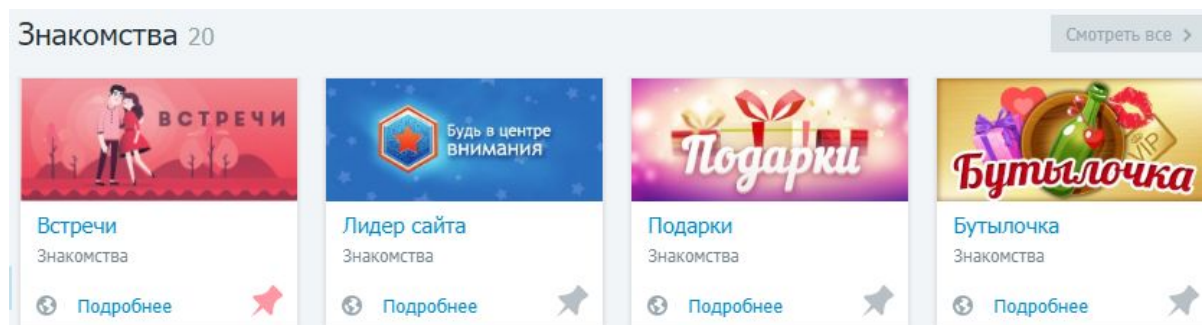 Знакомства 20
Смотреть все >
ВСТРЕЧИ
Будь в центре
ВНИМАНИЯ
Подарки
VIP
Бутылочка
Встречи
Знакомства
Подробнее
Лидер сайта
Знакомства
Подробнее
Подарки
Знакомства
Подробнее
Бутылочка
Знакомства
Подробнее